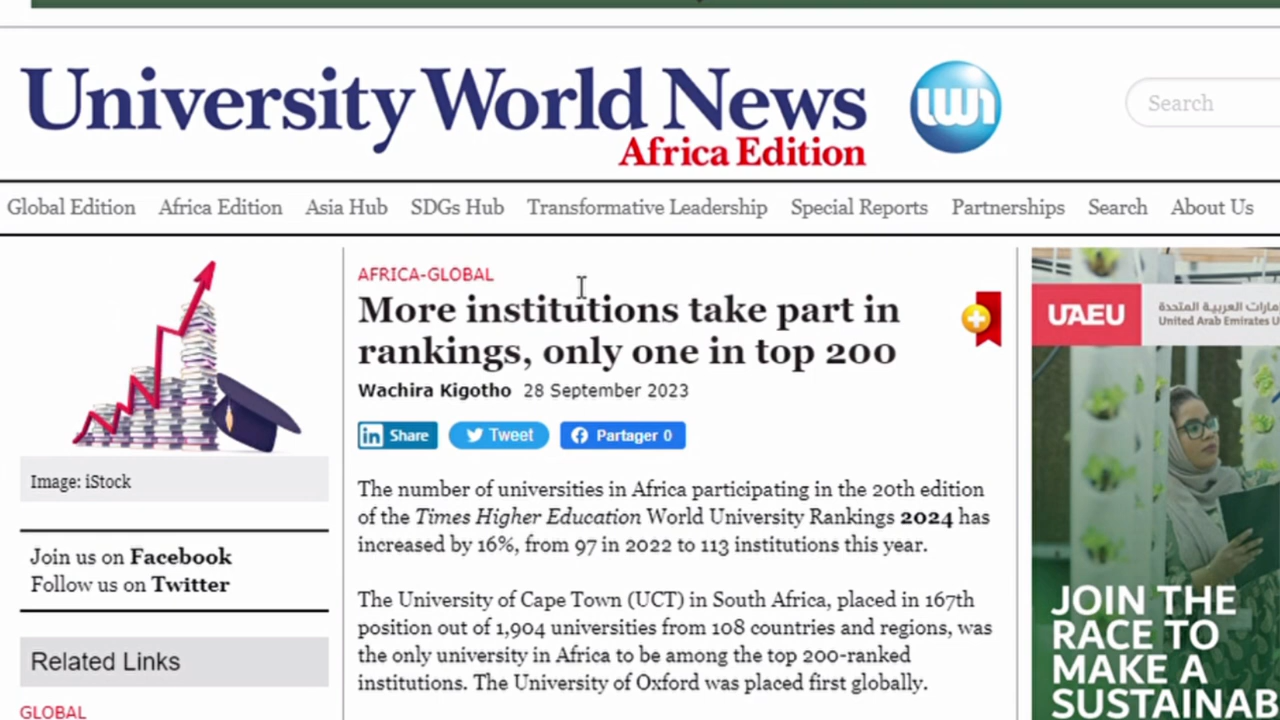 University World News
Africa Edition
Search
Global Edition Africa Edition Asia Hub SDGs Hub Transformative Leadership Special Reports Partnerships Search About Us
Image: iStock
Join us on Facebook
Follow us on Twitter
Related Links
GLOBAL
AFRICA-GLOBAL
More institutions take part in
rankings, only one in top 200
Wachira Kigotho 28 September 2023
in Share Tweet Partager 0
The number of universities in Africa participating in the 20th edition
of the Times Higher Education World University Rankings 2024 has
increased by 16%, from 97 in 2022 to 113 institutions this year.
The University of Cape Town (UCT) in South Africa, placed in 167th
position out of 1,904 universities from 108 countries and regions, was
the only university in Africa to be among the top 200-ranked
institutions. The University of Oxford was placed first globally.
UAEU
United Arab Emirates U
JOIN THE
RACE TO
MAKE A
SUSTAINAB